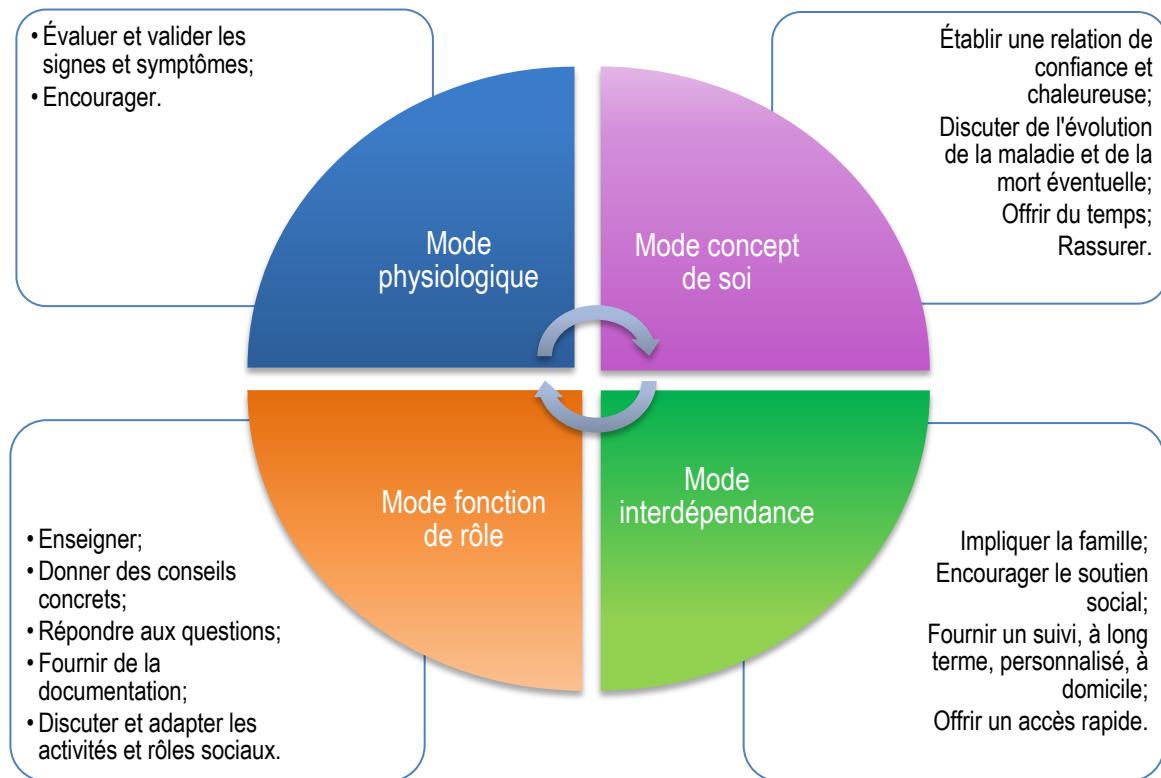 • Évaluer et valider les
signes et symptômes;
• Encourager.
Établir une relation de
confiance et
chaleureuse;
Discuter de l'évolution
de la maladie et de la
mort éventuelle;
Offrir du temps;
Rassurer.
Mode
physiologique
Mode concept
de soi
Mode fonction
de rôle
Mode
interdépendance
• Enseigner;
• Donner des conseils
concrets;
• Répondre aux questions;
• Fournir de la
documentation;
• Discuter et adapter les
activités et rôles sociaux.
Impliquer la famille;
Encourager le soutien
social;
Fournir un suivi, à long
terme, personnalisé, à
domicile;
Offrir un accès rapide.